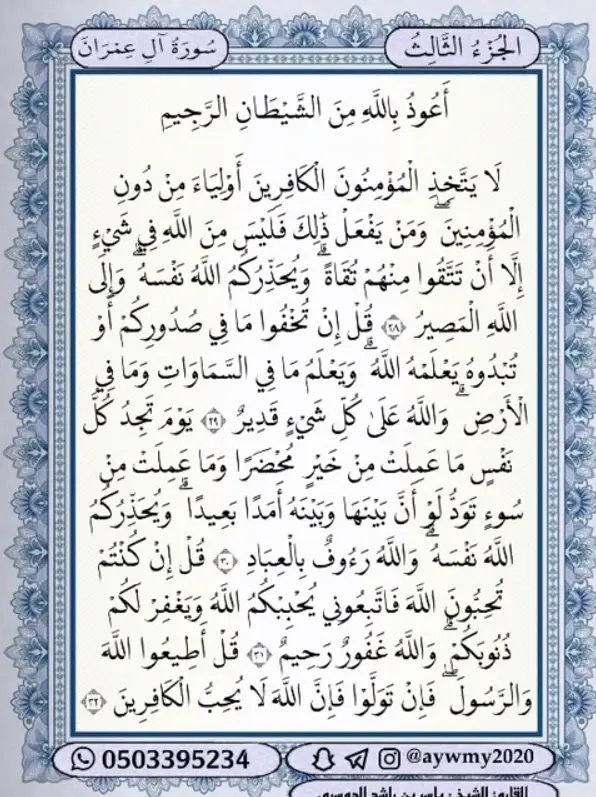 الجُزْءُ الثَّالِثُ
سُورَةُ آلِ عِمْرَانَ
أَعُوذُ بِاللَّهِ مِنَ الشَّيْطَانِ الرَّجِيمِ
لَا يَتَّخِذِ الْمُؤْمِنُونَ الْكَافِرِينَ أَوْلِيَاءَ مِنْ دُونِ
الْمُؤْمِنِينَ ۖ وَمَنْ يَفْعَلْ ذَٰلِكَ فَلَيْسَ مِنَ اللَّهِ فِي شَيْءٍ
إِلَّا أَنْ تَتَّقُوا مِنْهُمْ تُقَاةً ۗ وَيُحَذِّرُكُمُ اللَّهُ نَفْسَهُ ۗ وَإِلَى
اللَّهِ الْمَصِيرُ ﴿٢٨﴾ قُلْ إِنْ تُخْفُوا مَا فِي صُدُورِكُمْ أَوْ
تُبْدُوهُ يَعْلَمْهُ اللَّهُ ۗ وَيَعْلَمُ مَا فِي السَّمَاوَاتِ وَمَا فِي
الْأَرْضِ ۗ وَاللَّهُ عَلَىٰ كُلِّ شَيْءٍ قَدِيرٌ ﴿٢٩﴾ يَوْمَ تَجِدُ كُلُّ
نَفْسٍ مَا عَمِلَتْ مِنْ خَيْرٍ مُحْضَرًا وَمَا عَمِلَتْ مِنْ
سُوءٍ تَوَدُّ لَوْ أَنَّ بَيْنَهَا وَبَيْنَهُ أَمَدًا بَعِيدًا ۗ وَيُحَذِّرُكُمُ
اللَّهُ نَفْسَهُ ۗ وَاللَّهُ رَءُوفٌ بِالْعِبَادِ ﴿٣٠﴾ قُلْ إِنْ كُنْتُمْ
تُحِبُّونَ اللَّهَ فَاتَّبِعُونِي يُحْبِبْكُمُ اللَّهُ وَيَغْفِرْ لَكُمْ
ذُنُوبَكُمْ ۗ وَاللَّهُ غَفُورٌ رَحِيمٌ ﴿٣١﴾ قُلْ أَطِيعُوا اللَّهَ
وَالرَّسُولَ ۖ فَإِنْ تَوَلَّوْا فَإِنَّ اللَّهَ لَا يُحِبُّ الْكَافِرِينَ ﴿٣٢﴾
@aywmy2020
0503395234
القارئ: الشيخ ياسر بن راشد الدوسري